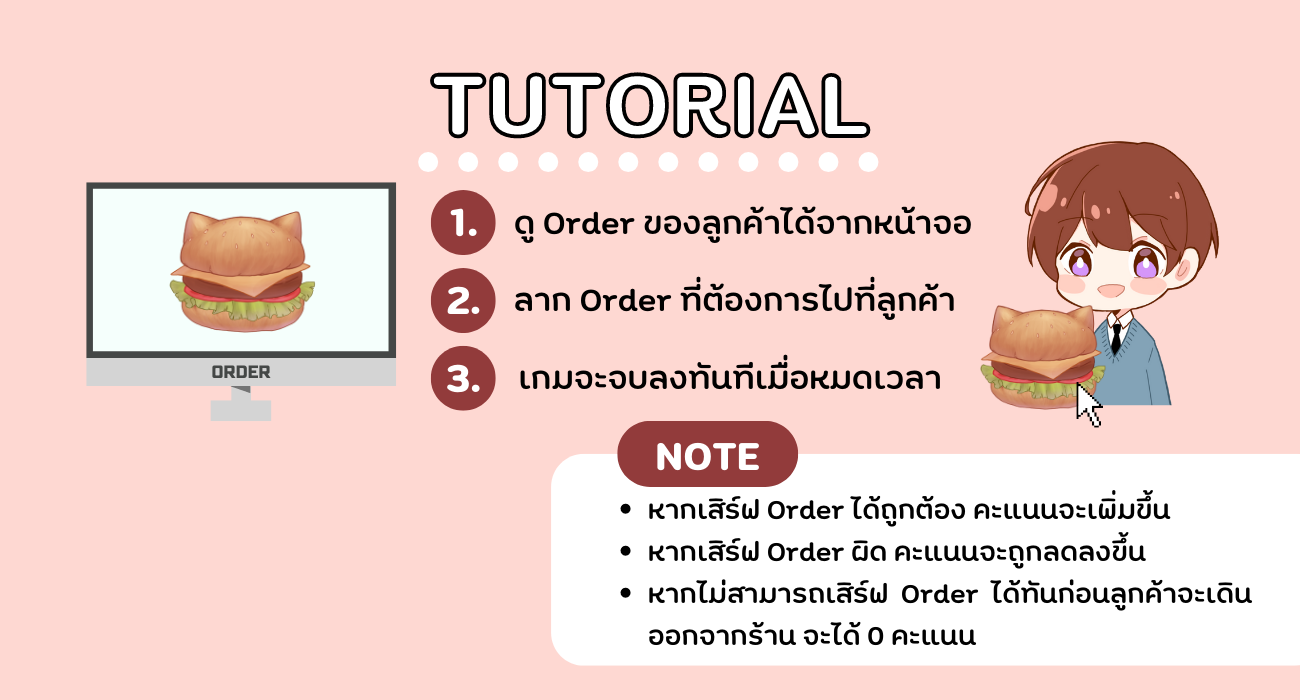 TUTORIAL
1. ดู Order ของลูกค้าได้จากหน้าจอ
2. ลาก Order ที่ต้องการไปที่ลูกค้า
3. เกมจะจบลงทันทีเมื่อหมดเวลา
ORDER
NOTE
• หากเสิร์ฟ Order ได้ถูกต้อง คะแนนจะเพิ่มขึ้น
• หากเสิร์ฟ Order ผิด คะแนนจะถูกลดลงขึ้น
• หากไม่สามารถเสิร์ฟ Order ได้ทันก่อนลูกค้าจะเดิน
ออกจากร้าน จะได้ 0 คะแนน